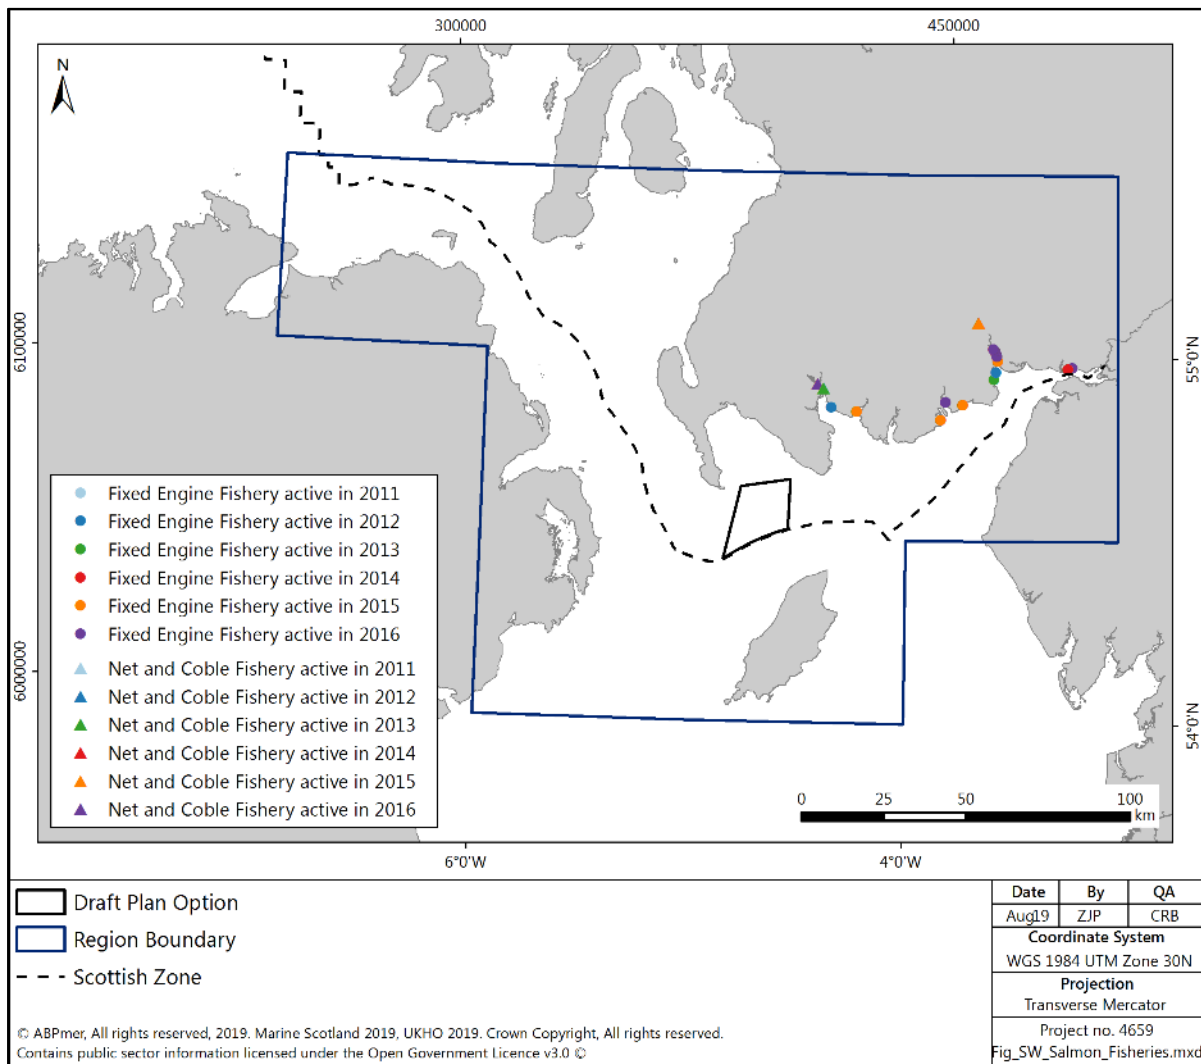 300000
450000
N
6100000
55°0'N
Fixed Engine Fishery active in 2011
Fixed Engine Fishery active in 2012
Fixed Engine Fishery active in 2013
Fixed Engine Fishery active in 2014
Fixed Engine Fishery active in 2015
Fixed Engine Fishery active in 2016
Net and Coble Fishery active in 2011
Net and Coble Fishery active in 2012
Net and Coble Fishery active in 2013
Net and Coble Fishery active in 2014
Net and Coble Fishery active in 2015
Net and Coble Fishery active in 2016
6000000
54°0'N
0 25 50 100
km
6°0'W
4°0'W
Draft Plan Option
Region Boundary
Scottish Zone
Date By QA
Aug19 ZJP CRB
Coordinate System
WGS 1984 UTM Zone 30N
Projection
Transverse Mercator
Project no. 4659
Fig_SW_Salmon_Fisheries.mxd
© ABPmer, All rights reserved, 2019. Marine Scotland 2019, UKHO 2019. Crown Copyright, All rights reserved.
Contains public sector information licensed under the Open Government Licence v3.0 ©